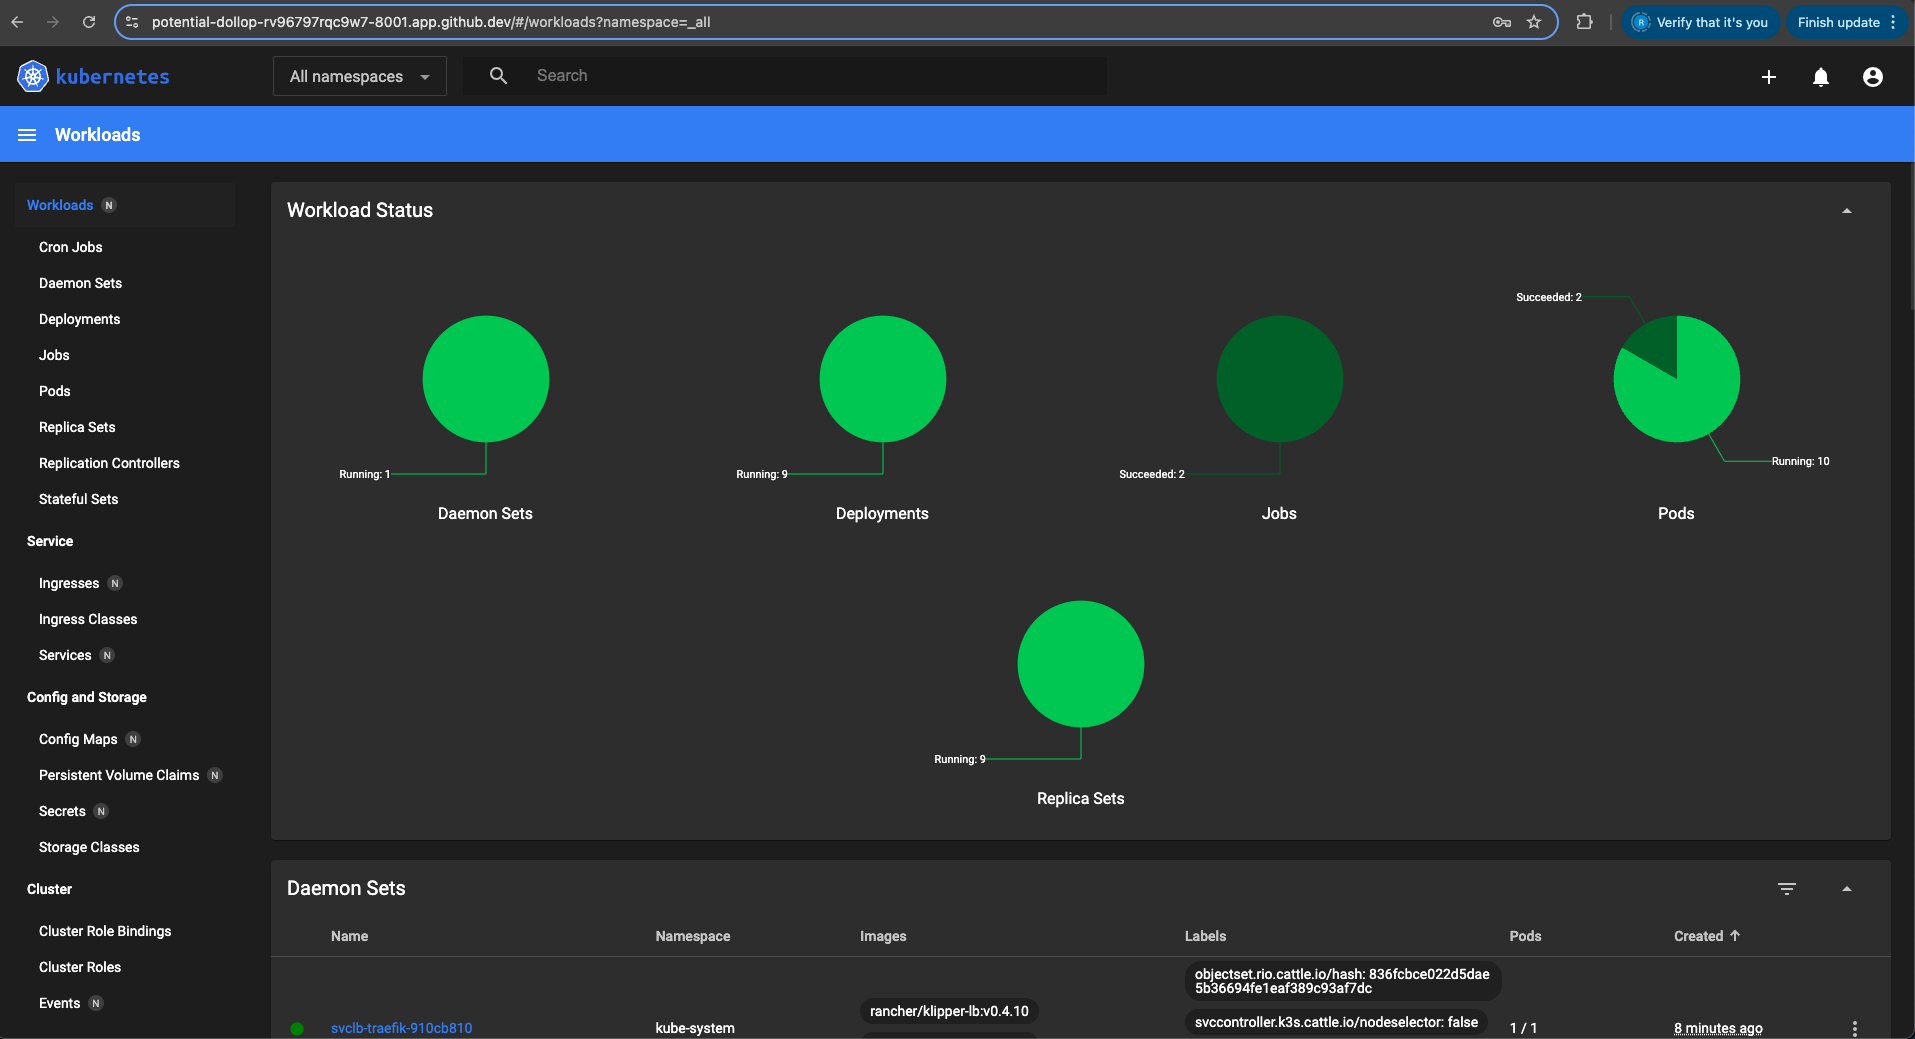 potential-dollop-rv96797rqc9w7-8001.app.github.dev/#/workloads?namespace=_all
R
Verify that it's you
Finish update
kubernetes
All namespaces
Search
Workloads
Workloads N
Cron Jobs
Daemon Sets
Deployments
Jobs
Pods
Replica Sets
Replication Controllers
Stateful Sets
Service
Ingresses N
Ingress Classes
Services N
Config and Storage
Config Maps N
Persistent Volume Claims N
Secrets N
Storage Classes
Cluster
Cluster Role Bindings
Cluster Roles
Events N
Workload Status
Running: 1
Daemon Sets
Running: 9
Deployments
Succeeded: 2
Jobs
Succeeded: 2
Running: 10
Pods
Running: 9
Replica Sets
Daemon Sets
Name Namespace Images Labels Pods Created
objectset.rio.cattle.io/hash: 836fcbce022d5dae
5b36694fe1eaf389c93af7dc
rancher/klipper-lb:v0.4.10
svccontroller.k3s.cattle.io/nodeselector: false
svclb-traefik-910cb810 kube-system 1 / 1 8 minutes ago